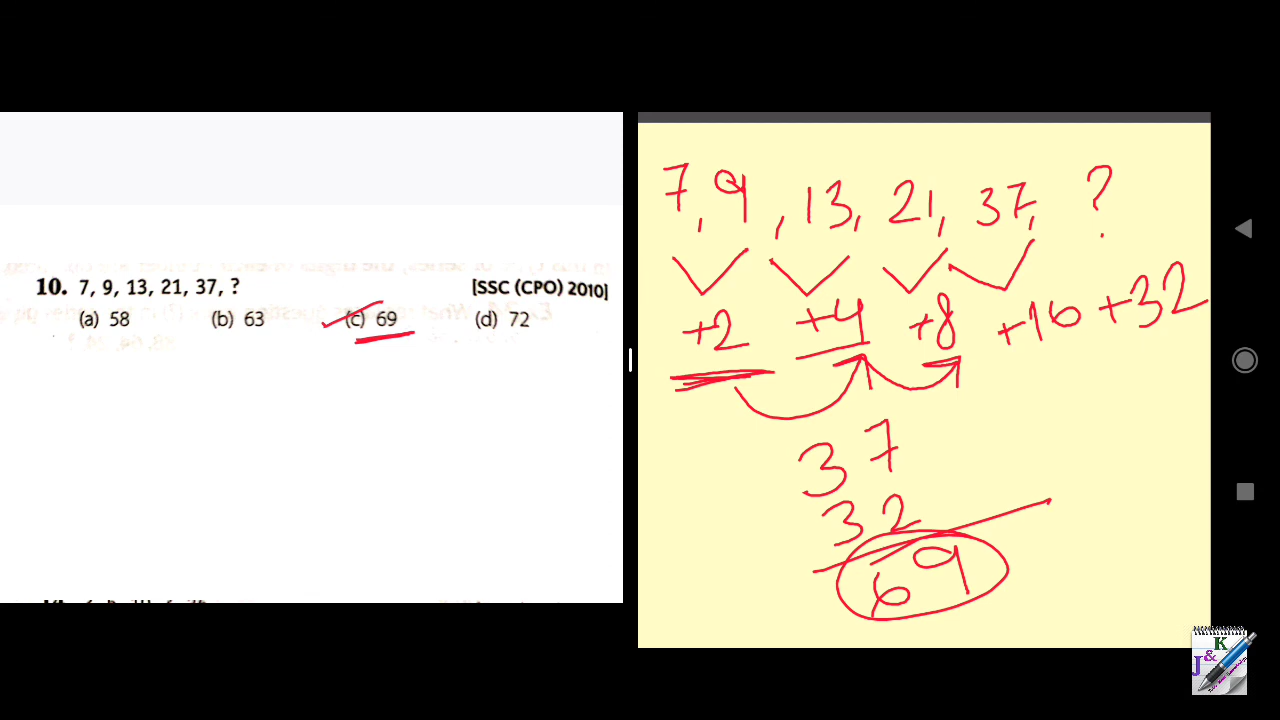 10. 7, 9, 13, 21, 37, ? [SSC (CPO) 2010]
(a) 58 (b) 63 (c) 69 (d) 72
7, 9, 13, 21, 37, ?
+2 +4 +8 +16 +32
37
32
69
J&K